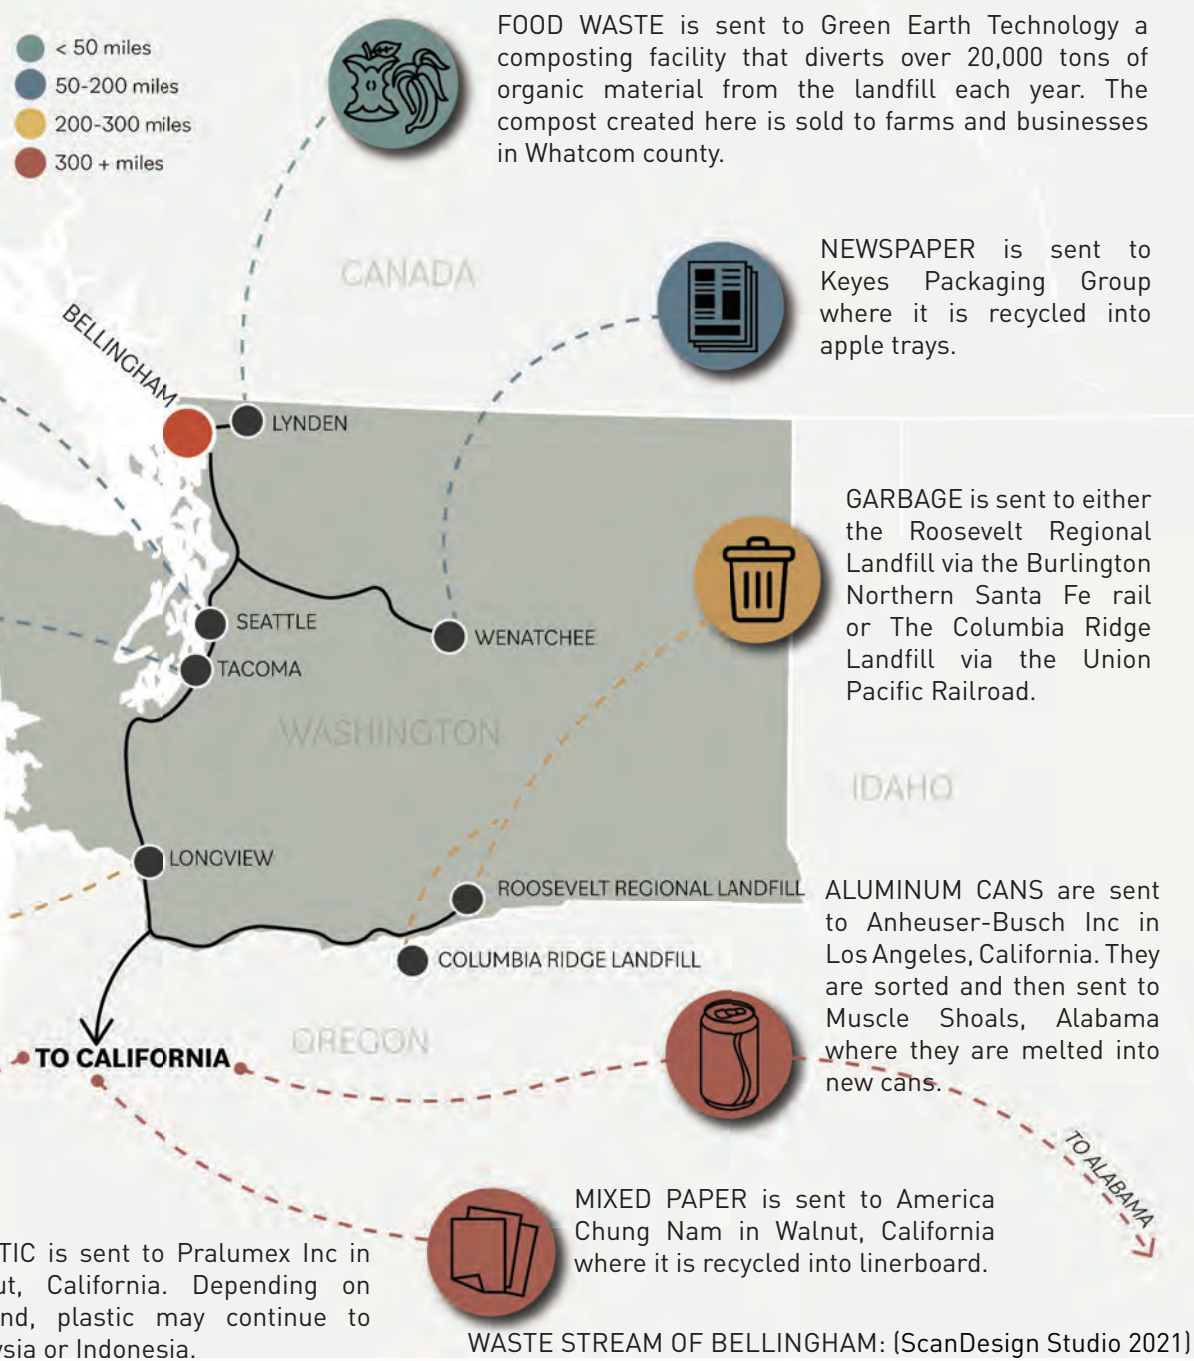 < 50 miles
50-200 miles
200-300 miles
300 + miles
FOOD WASTE is sent to Green Earth Technology a
composting facility that diverts over 20,000 tons of
organic material from the landfill each year. The
compost created here is sold to farms and businesses
in Whatcom county.
CANADA
NEWSPAPER is sent to
Keyes Packaging Group
where it is recycled into
apple trays.
BELLINGHAM
LYNDEN
GARBAGE is sent to either
the Roosevelt Regional
Landfill via the Burlington
Northern Santa Fe rail
or The Columbia Ridge
Landfill via the Union
Pacific Railroad.
SEATTLE
WENATCHEE
TACOMA
WASHINGTON
IDAHO
LONGVIEW
ROOSEVELT REGIONAL LANDFILL
COLUMBIA RIDGE LANDFILL
ALUMINUM CANS are sent
to Anheuser-Busch Inc in
Los Angeles, California. They
are sorted and then sent to
Muscle Shoals, Alabama
where they are melted into
new cans.
OREGON
TO CALIFORNIA
TO ALABAMA
MIXED PAPER is sent to America
Chung Nam in Walnut, California
where it is recycled into linerboard.
TIC is sent to Pralumex Inc in
ut, California. Depending on
nd, plastic may continue to
ysia or Indonesia.
WASTE STREAM OF BELLINGHAM: (ScanDesign Studio 2021)